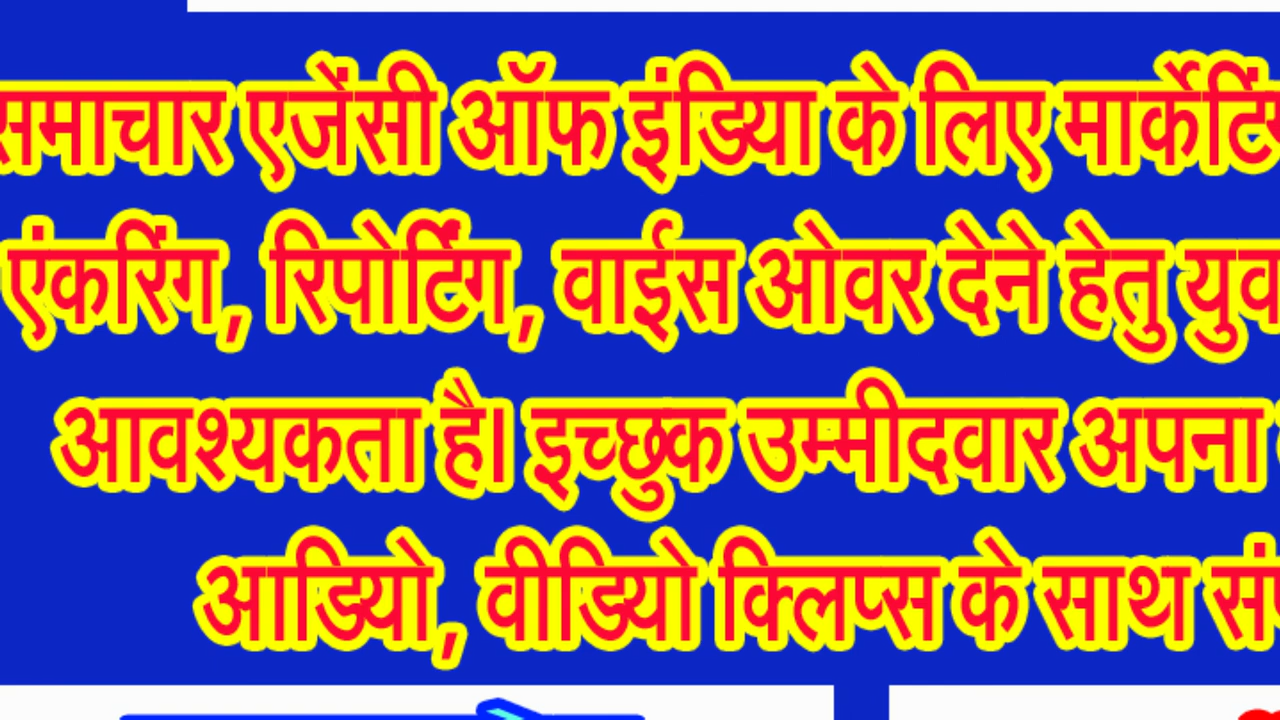 समाचार एजेंसी ऑफ इंडिया के लिए
एंकरिंग, रिपोर्टिंग, वाईस ओवर देने हेतु
आवश्यकता है। इच्छुक उम्मीदवार अपना
आडियो, वीडियो क्लिप्स के साथ